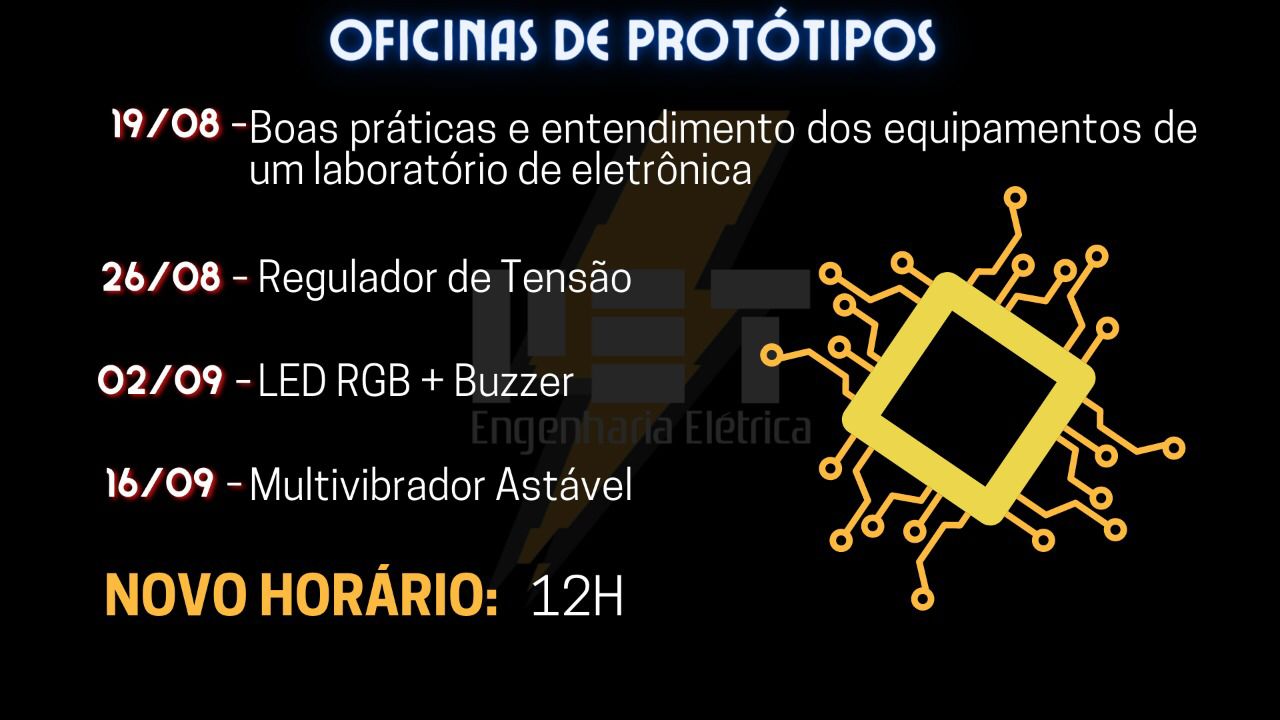 OFICINAS DE PROTÓTIPOS
19/08 - Boas práticas e entendimento dos equipamentos de
um laboratório de eletrônica
26/08 - Regulador de Tensão
PET
02/09 - LED RGB + Buzzer
Engenharia Elétrica
16/09 - Multivibrador Astável
NOVO HORÁRIO: 12H